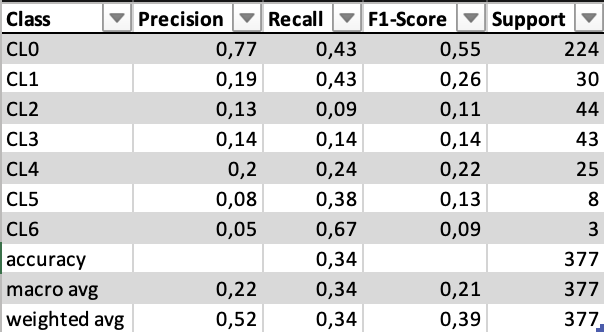 Class Precision Recall F1-Score Support
CL0 0,77 0,43 0,55 224
CL1 0,19 0,43 0,26 30
CL2 0,13 0,09 0,11 44
CL3 0,14 0,14 0,14 43
CL4 0,2 0,24 0,22 25
CL5 0,08 0,38 0,13 8
CL6 0,05 0,67 0,09 3
accuracy 0,34 377
macro avg 0,22 0,34 0,21 377
weighted avg 0,52 0,34 0,39 377